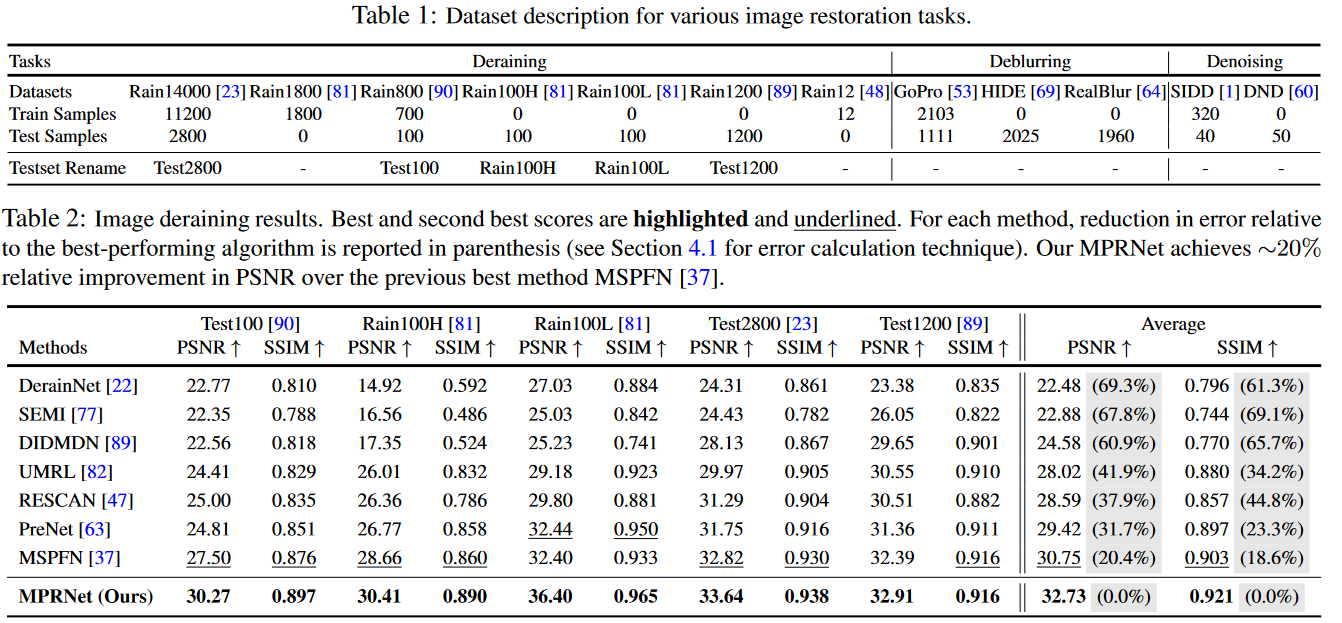 Table 1: Dataset description for various image restoration tasks.
Tasks Deraining Deblurring Denoising
Datasets Rain14000 [23] Rain1800 [81] Rain800 [90] Rain100H [81] Rain100L [81] Rain1200 [89] Rain12 [48] GoPro [53] HIDE [69] RealBlur [64] SIDD [1] DND [60]
Train Samples 11200 1800 700 0 0 0 12 2103 0 0 320 0
Test Samples 2800 0 100 100 100 1200 0 1111 2025 1960 40 50
Testset Rename Test2800 - Test100 Rain100H Rain100L Test1200 - - - - - -
Table 2: Image deraining results. Best and second best scores are highlighted and underlined. For each method, reduction in error relative
to the best-performing algorithm is reported in parenthesis (see Section 4.1 for error calculation technique). Our MPRNet achieves ∼20%
relative improvement in PSNR over the previous best method MSPFN [37].
Test100 [90] Rain100H [81] Rain100L [81] Test2800 [23] Test1200 [89] Average
Methods PSNR ↑ SSIM ↑ PSNR ↑ SSIM ↑ PSNR ↑ SSIM ↑ PSNR ↑ SSIM ↑ PSNR ↑ SSIM ↑ PSNR ↑ SSIM ↑
DerainNet [22] 22.77 0.810 14.92 0.592 27.03 0.884 24.31 0.861 23.38 0.835 22.48 (69.3%) 0.796 (61.3%)
SEMI [77] 22.35 0.788 16.56 0.486 25.03 0.842 24.43 0.782 26.05 0.822 22.88 (67.8%) 0.744 (69.1%)
DIDMDN [89] 22.56 0.818 17.35 0.524 25.23 0.741 28.13 0.867 29.65 0.901 24.58 (60.9%) 0.770 (65.7%)
UMRL [82] 24.41 0.829 26.01 0.832 29.18 0.923 29.97 0.905 30.55 0.910 28.02 (41.9%) 0.880 (34.2%)
RESCAN [47] 25.00 0.835 26.36 0.786 29.80 0.881 31.29 0.904 30.51 0.882 28.59 (37.9%) 0.857 (44.8%)
PreNet [63] 24.81 0.851 26.77 0.858 32.44 0.950 31.75 0.916 31.36 0.911 29.42 (31.7%) 0.897 (23.3%)
MSPFN [37] 27.50 0.876 28.66 0.860 32.40 0.933 32.82 0.930 32.39 0.916 30.75 (20.4%) 0.903 (18.6%)
MPRNet (Ours) 30.27 0.897 30.41 0.890 36.40 0.965 33.64 0.938 32.91 0.916 32.73 (0.0%) 0.921 (0.0%)